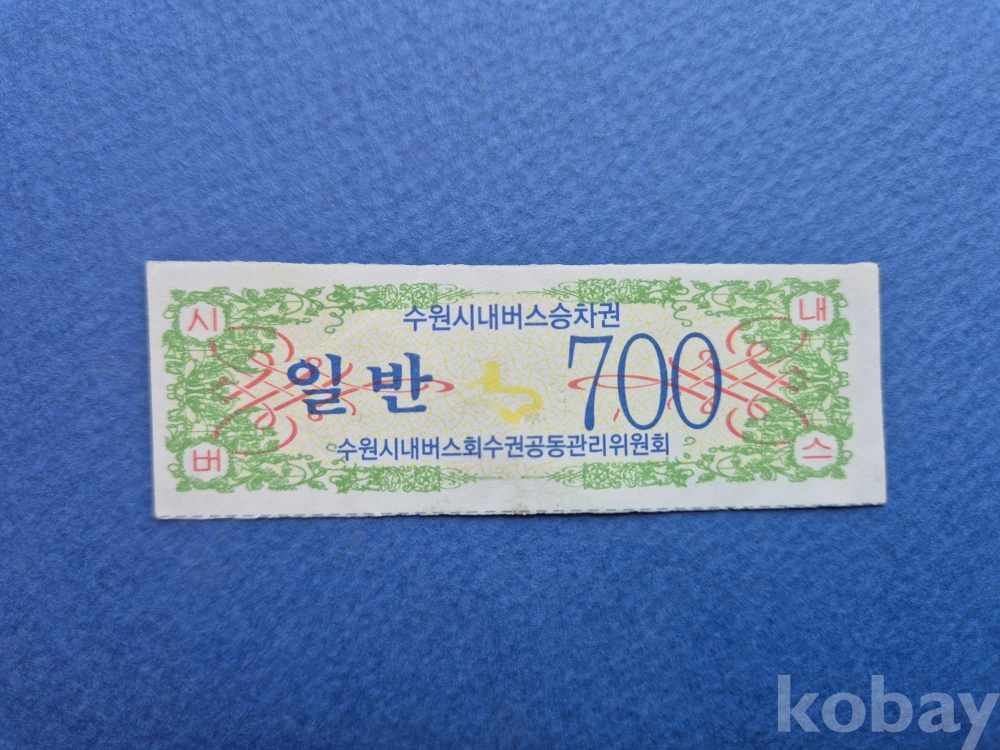 시 내
수원시내버스승차권
일반 700
수원시내버스회수권공동관리위원회
버 스
kobay